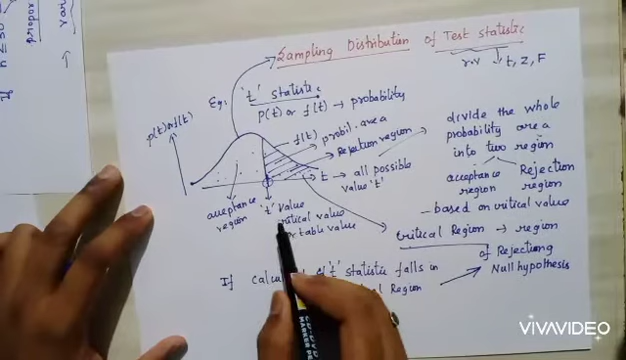 Sampling Distribution of Test statistic
r.v → t, Z, F
Eg: 't' statistic
p(t) or f(t) → probability
p(t) or f(t)
f(t)
probil. area
Rejection region
t → all possible
value 't'
acceptance
region
't' value
critical value
or table value
divide the whole
probability are a
into two region
acceptance
region
Rejection
region
- based on critical value
Critical Region → region
of Rejecting
Null hypothesis
If 't' statistic falls in
Region
VIVAVIDEO